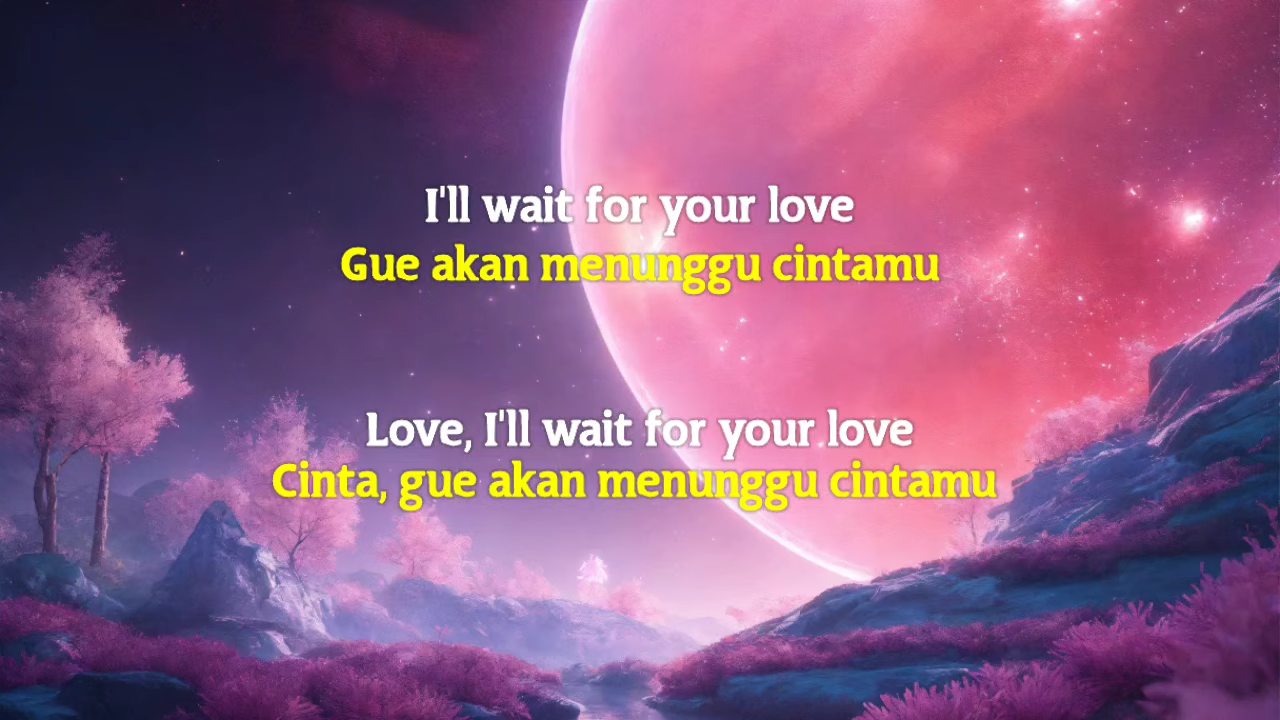 I'll wait for your love
Gue akan menunggu cintamu
Love, I'll wait for your love
Cinta, gue akan menunggu cintamu